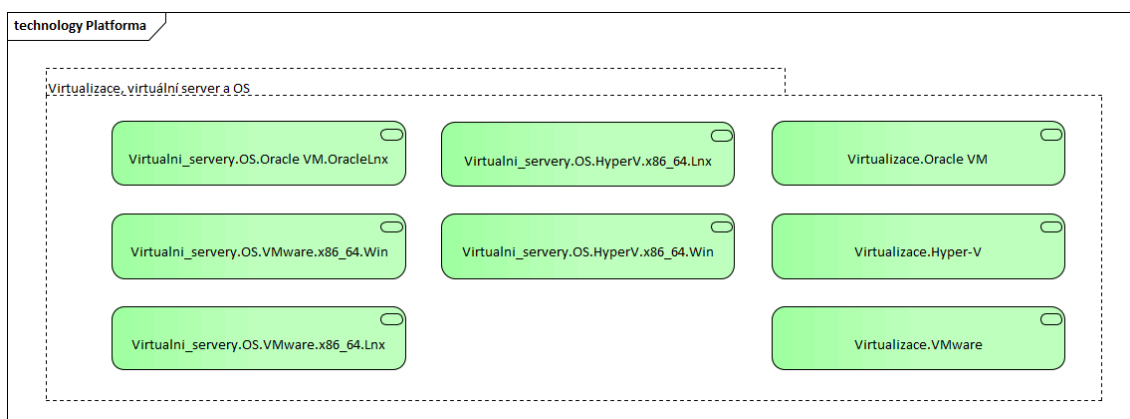 technology Platforma
Virtualizace, virtuální server a OS
Virtualni_servery.OS.Oracle VM.OracleLnx
Virtualni_servery.OS.HyperV.x86_64.Lnx
Virtualizace.Oracle VM
Virtualni_servery.OS.VMware.x86_64.Win
Virtualni_servery.OS.HyperV.x86_64.Win
Virtualizace.Hyper-V
Virtualni_servery.OS.VMware.x86_64.Lnx
Virtualizace.VMware